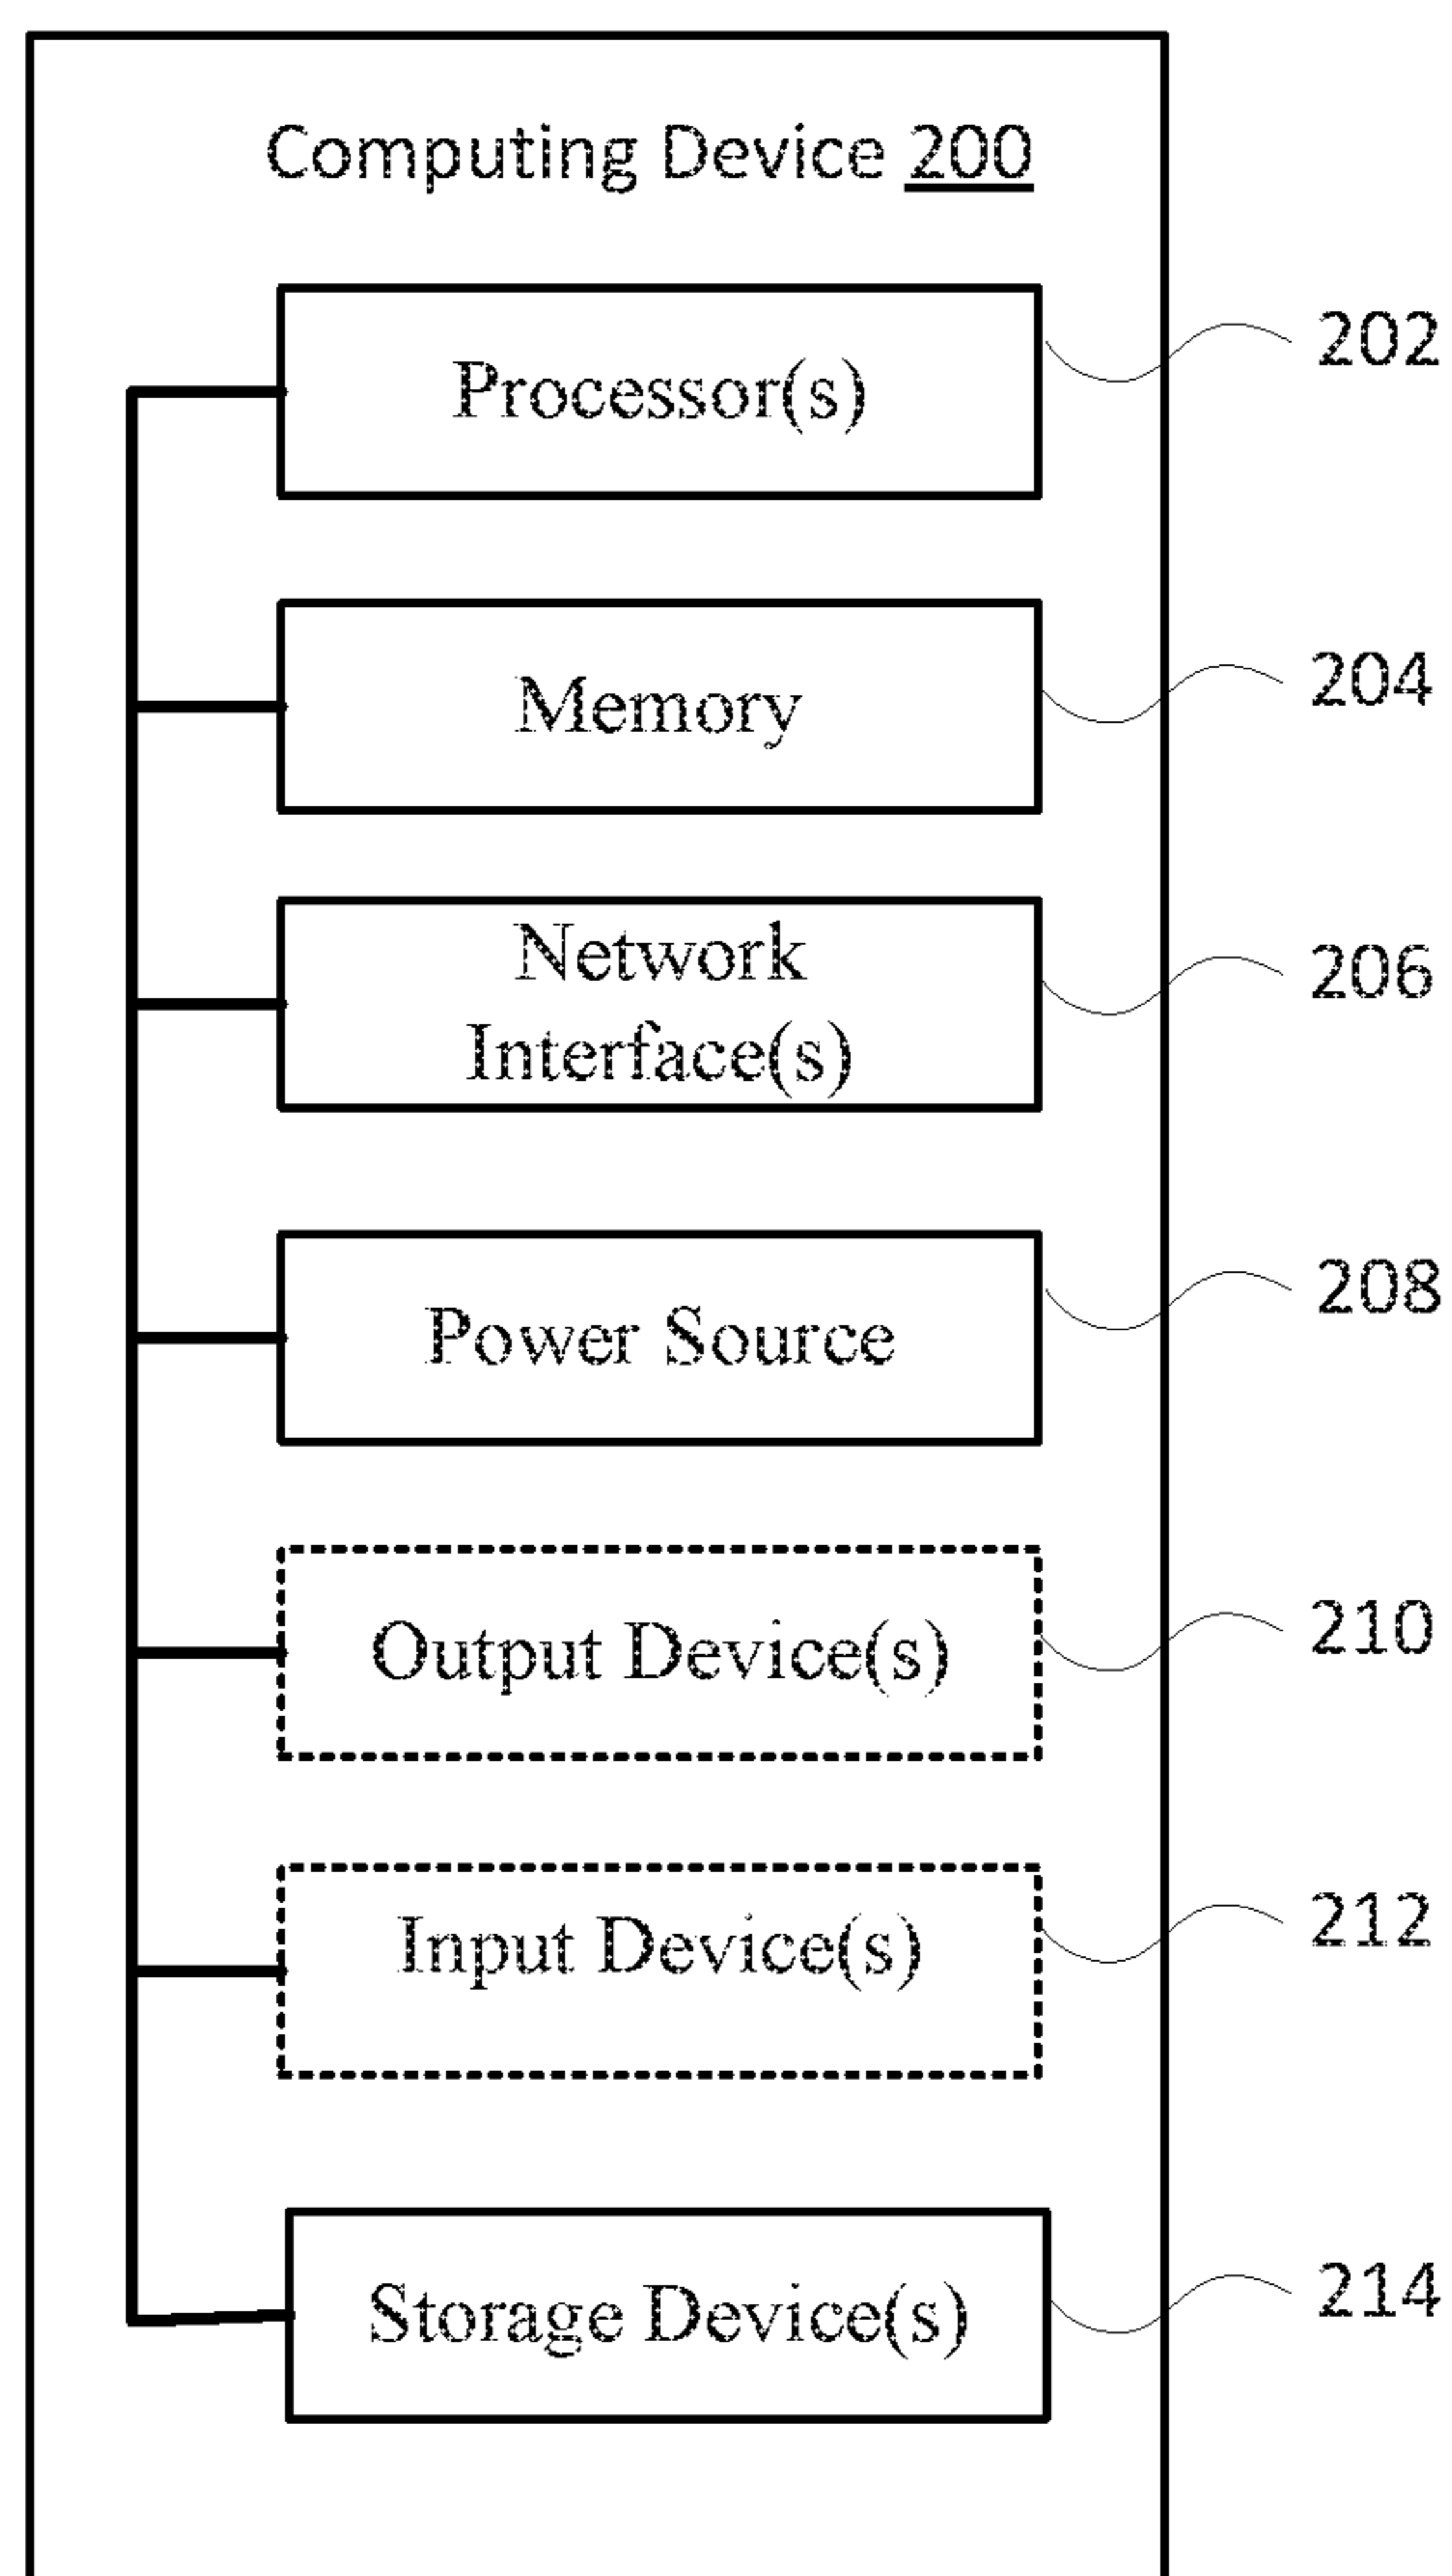 Computing Device 200
Processor(s)
202
Memory
204
Network
Interface(s)
206
Power Source
208
Output Device(s)
210
Input Device(s)
212
Storage Device(s)
214